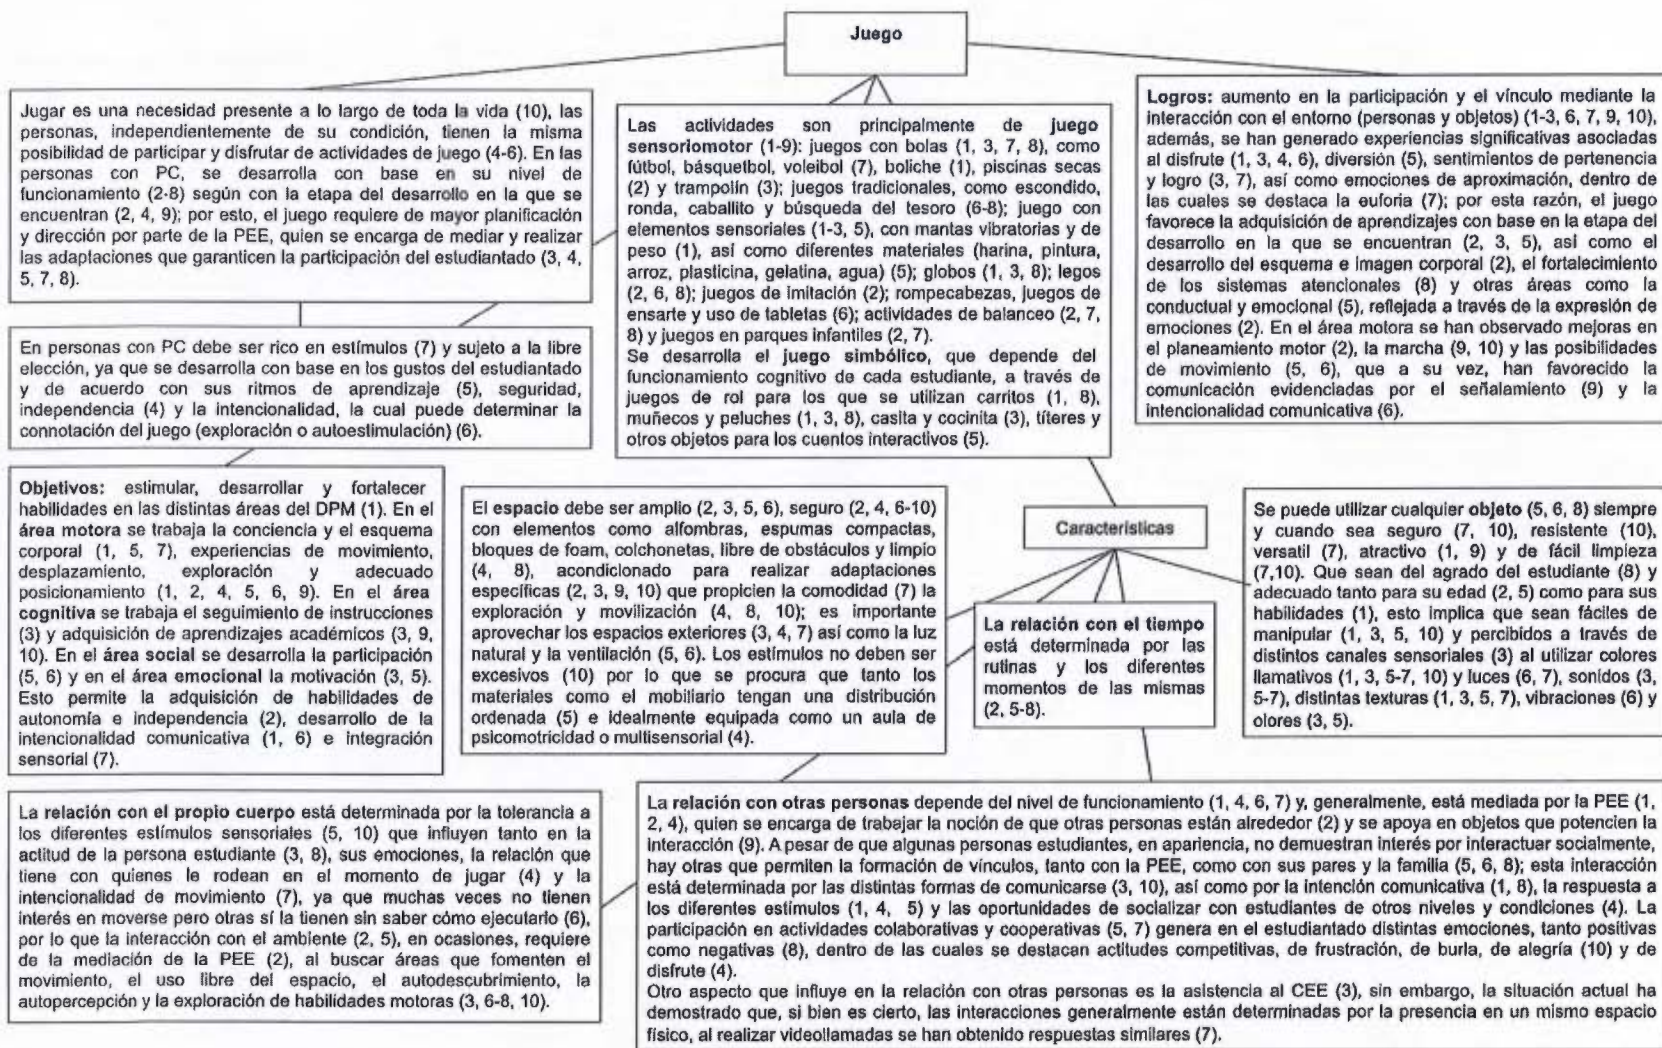 Juego
Jugar es una necesidad presente a lo largo de toda la vida (10), las
personas, independientemente de su condición, tienen la misma
posibilidad de participar y disfrutar de actividades de juego (4-6). En las
personas con PC, se desarrolla con base en su nivel de
funcionamiento (2-8) según con la etapa del desarrollo en la que se
encuentran (2, 4, 9); por esto, el juego requiere de mayor planificación
y dirección por parte de la PEE, quien se encarga de mediar y realizar
las adaptaciones que garanticen la participación del estudiantado (3, 4,
5, 7, 8).
Las actividades son principalmente de juego
sensoriomotor (1-9): juegos con bolas (1, 3, 7, 8), como
fútbol, básquetbol, voleibol (7), boliche (1), piscinas secas
(2) y trampolín (3); juegos tradicionales, como escondido,
ronda, caballito y búsqueda del tesoro (6-8); juego con
elementos sensoriales (1-3, 5), con mantas vibratorias y de
peso (1), así como diferentes materiales (harina, pintura,
arroz, plasticina, gelatina, agua) (5); globos (1, 3, 8); legos
(2, 6, 8); juegos de imitación (2); rompecabezas, juegos de
ensarte y uso de tabletas (6); actividades de balanceo (2, 7,
8) y juegos en parques infantiles (2, 7).
Se desarrolla el juego simbólico, que depende del
funcionamiento cognitivo de cada estudiante, a través de
juegos de rol para los que se utilizan carritos (1, 8),
muñecos y peluches (1, 3, 8), casita y cocinita (3), títeres y
otros objetos para los cuentos interactivos (5).
Logros: aumento en la participación y el vínculo mediante la
interacción con el entorno (personas y objetos) (1-3, 6, 7, 9, 10),
además, se han generado experiencias significativas asociadas
al disfrute (1, 3, 4, 6), diversión (5), sentimientos de pertenencia
y logro (3, 7), así como emociones de aproximación, dentro de
las cuales se destaca la euforia (7); por esta razón, el juego
favorece la adquisición de aprendizajes con base en la etapa del
desarrollo en la que se encuentran (2, 3, 5), así como el
desarrollo del esquema e imagen corporal (2), el fortalecimiento
de los sistemas atencionales (8) y otras áreas como la
conductual y emocional (5), reflejada a través de la expresión de
emociones (2). En el área motora se han observado mejoras en
el planeamiento motor (2), la marcha (9, 10) y las posibilidades
de movimiento (5, 6), que a su vez, han favorecido la
comunicación evidenciadas por el señalamiento (9) y la
intencionalidad comunicativa (6).
En personas con PC debe ser rico en estímulos (7) y sujeto a la libre
elección, ya que se desarrolla con base en los gustos del estudiantado
y de acuerdo con sus ritmos de aprendizaje (5), seguridad,
independencia (4) y la intencionalidad, la cual puede determinar la
connotación del juego (exploración o autoestimulación) (6).
Objetivos: estimular, desarrollar y fortalecer
habilidades en las distintas áreas del DPM (1). En el
área motora se trabaja la conciencia y el esquema
corporal (1, 5, 7), experiencias de movimiento,
desplazamiento, exploración y adecuado
posicionamiento (1, 2, 4, 5, 6, 9). En el área
cognitiva se trabaja el seguimiento de instrucciones
(3) y adquisición de aprendizajes académicos (3, 9,
10). En el área social se desarrolla la participación
(5, 6) y en el área emocional la motivación (3, 5).
Esto permite la adquisición de habilidades de
autonomía e independencia (2), desarrollo de la
intencionalidad comunicativa (1, 6) e integración
sensorial (7).
El espacio debe ser amplio (2, 3, 5, 6), seguro (2, 4, 6-10)
con elementos como alfombras, espumas compactas,
bloques de foam, colchonetas, libre de obstáculos y limpio
(4, 8), acondicionado para realizar adaptaciones
específicas (2, 3, 9, 10) que propicien la comodidad (7) la
exploración y movilización (4, 8, 10); es importante
aprovechar los espacios exteriores (3, 4, 7) así como la luz
natural y la ventilación (5, 6). Los estímulos no deben ser
excesivos (10) por lo que se procura que tanto los
materiales como el mobiliario tengan una distribución
ordenada (5) e idealmente equipada como un aula de
psicomotricidad o multisensorial (4).
Características
La relación con el tiempo
está determinada por las
rutinas y los diferentes
momentos de las mismas
(2, 5-8).
Se puede utilizar cualquier objeto (5, 6, 8) siempre
y cuando sea seguro (7, 10), resistente (10),
versatil (7), atractivo (1, 9) y de fácil limpieza
(7,10). Que sean del agrado del estudiante (8) y
adecuado tanto para su edad (2, 5) como para sus
habilidades (1), esto implica que sean fáciles de
manipular (1, 3, 5, 10) y percibidos a través de
distintos canales sensoriales (3) al utilizar colores
llamativos (1, 3, 5-7, 10) y luces (6, 7), sonidos (3,
5-7), distintas texturas (1, 3, 5, 7), vibraciones (6) y
olores (3, 5).
La relación con el propio cuerpo está determinada por la tolerancia a
los diferentes estímulos sensoriales (5, 10) que influyen tanto en la
actitud de la persona estudiante (3, 8), sus emociones, la relación que
tiene con quienes le rodean en el momento de jugar (4) y la
intencionalidad de movimiento (7), ya que muchas veces no tienen
interés en moverse pero otras sí la tienen sin saber cómo ejecutarlo (6),
por lo que la interacción con el ambiente (2, 5), en ocasiones, requiere
de la mediación de la PEE (2), al buscar áreas que fomenten el
movimiento, el uso libre del espacio, el autodescubrimiento, la
autopercepción y la exploración de habilidades motoras (3, 6-8, 10).
La relación con otras personas depende del nivel de funcionamiento (1, 4, 6, 7) y, generalmente, está mediada por la PEE (1,
2, 4), quien se encarga de trabajar la noción de que otras personas están alrededor (2) y se apoya en objetos que potencien la
interacción (9). A pesar de que algunas personas estudiantes, en apariencia, no demuestran interés por interactuar socialmente,
hay otras que permiten la formación de vínculos, tanto con la PEE, como con sus pares y la familia (5, 6, 8); esta interacción
está determinada por las distintas formas de comunicarse (3, 10), así como por la intención comunicativa (1, 8), la respuesta a
los diferentes estímulos (1, 4, 5) y las oportunidades de socializar con estudiantes de otros niveles y condiciones (4). La
participación en actividades colaborativas y cooperativas (5, 7) genera en el estudiantado distintas emociones, tanto positivas
como negativas (8), dentro de las cuales se destacan actitudes competitivas, de frustración, de burla, de alegría (10) y de
disfrute (4).
Otro aspecto que influye en la relación con otras personas es la asistencia al CEE (3), sin embargo, la situación actual ha
demostrado que, si bien es cierto, las interacciones generalmente están determinadas por la presencia en un mismo espacio
físico, al realizar videollamadas se han obtenido respuestas similares (7).